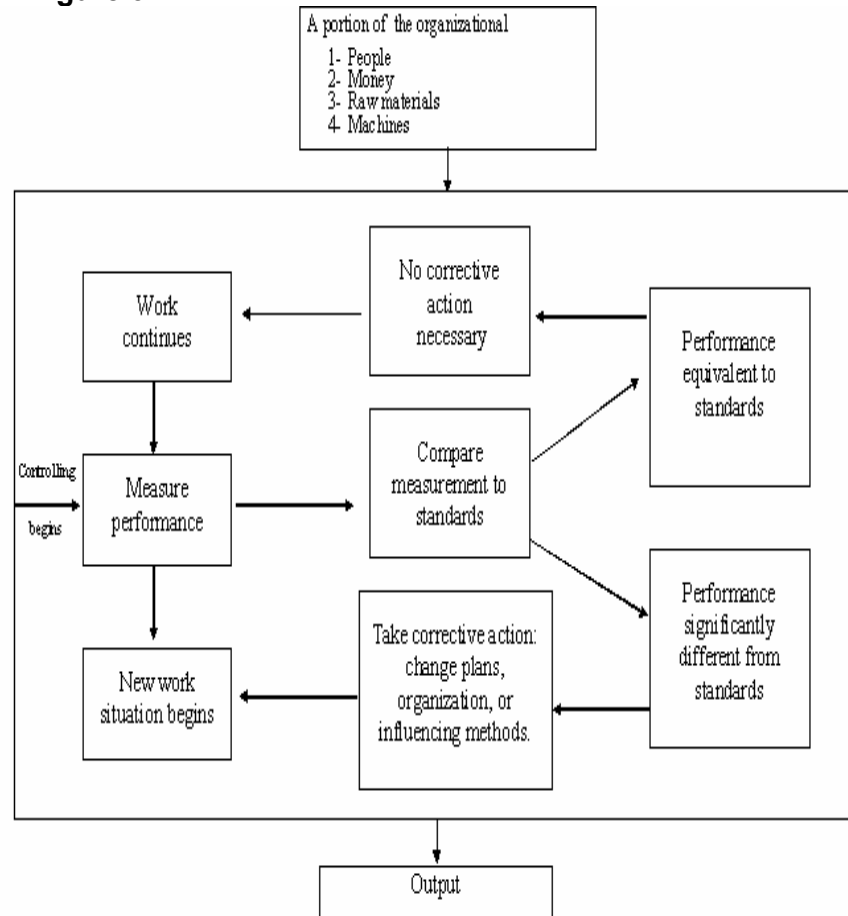 A portion of the organizational
1- People
2- Money
3- Raw materials
4- Machines
No corrective
action
necessary
Work
continues
Performance
equivalent to
standards
Compare
measurement to
standards
Controlling
begins
Measure
performance
Performance
significantly
different from
standards
Take corrective action:
change plans,
organization, or
influencing methods.
New work
situation begins
Output